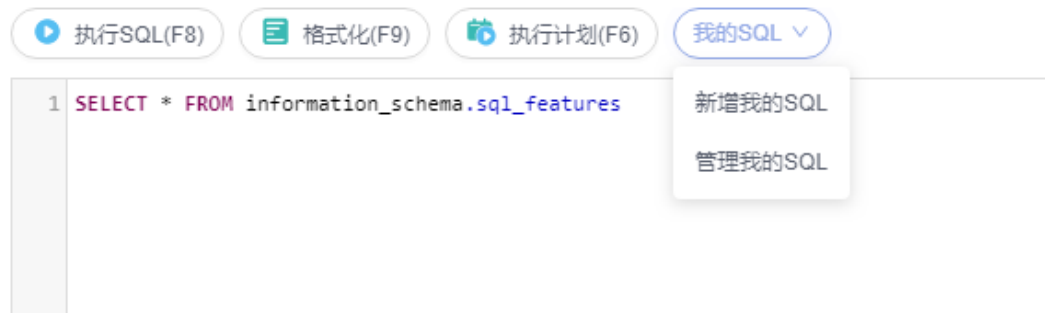 执行SQL(F8) 格式化(F9) 执行计划(F6) 我的SQL
1 SELECT * FROM information_schema.sql_features
新增我的SQL
管理我的SQL